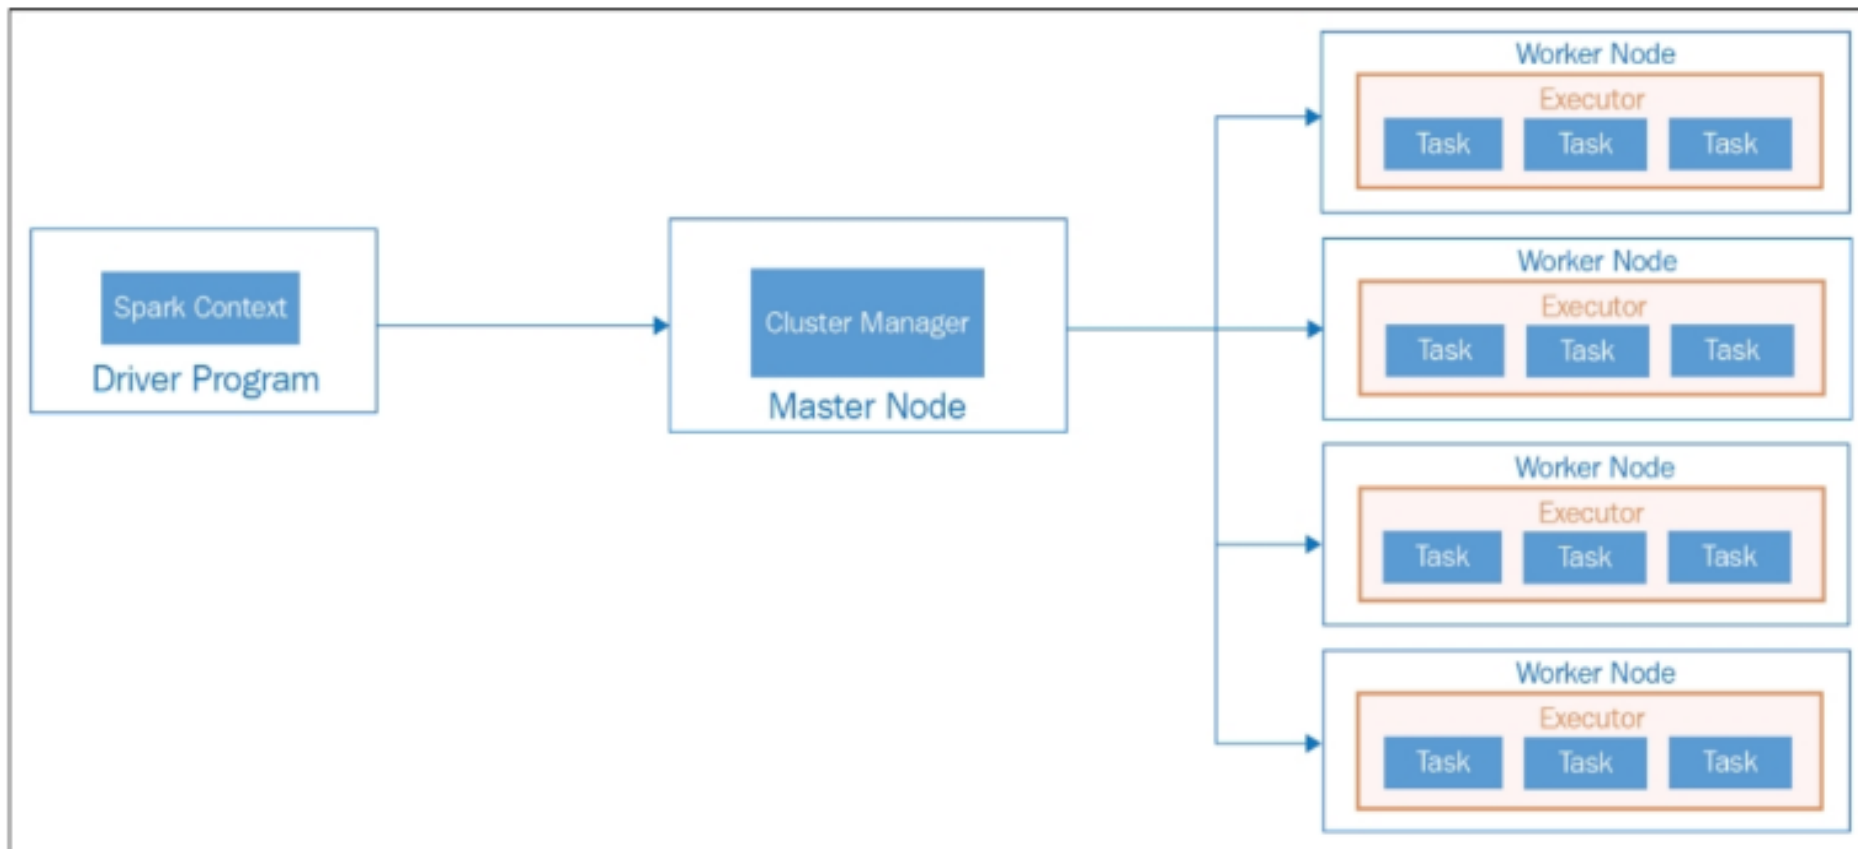 Spark Context
Driver Program
Cluster Manager
Master Node
Worker Node
Executor
Task Task Task
Worker Node
Executor
Task Task Task
Worker Node
Executor
Task Task Task
Worker Node
Executor
Task Task Task